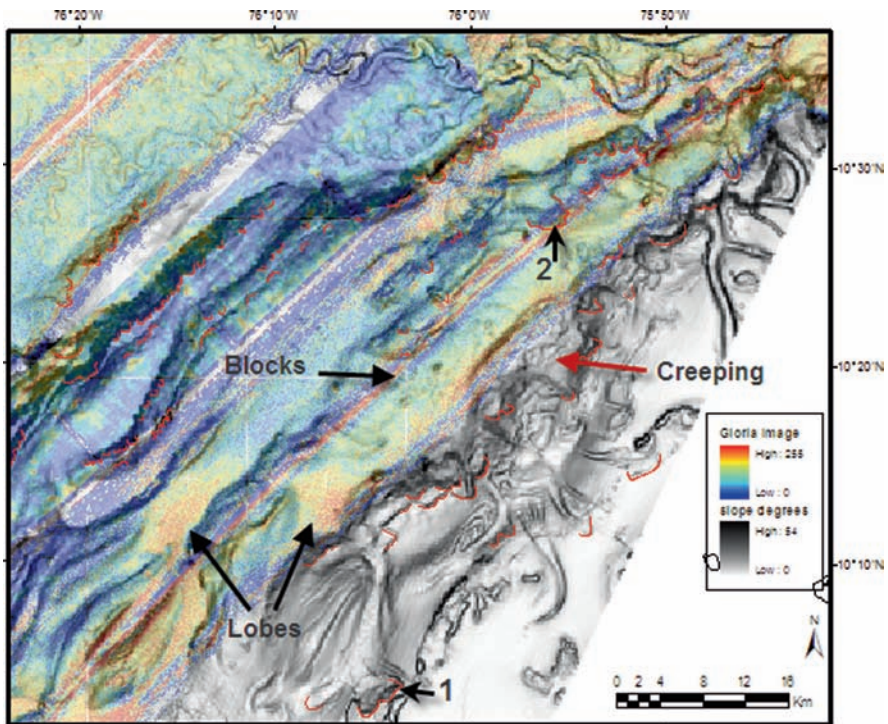 76°20'W 76°10'W 76°0'W 75°50'W
10°30'N
2
Blocks
10°20'N
Creeping
Gloria Image
High : 255
Low : 0
slope degrees
High : 54
Low : 0
10°10'N
Lobes
N
1
0 2 4 8 12 16
Km